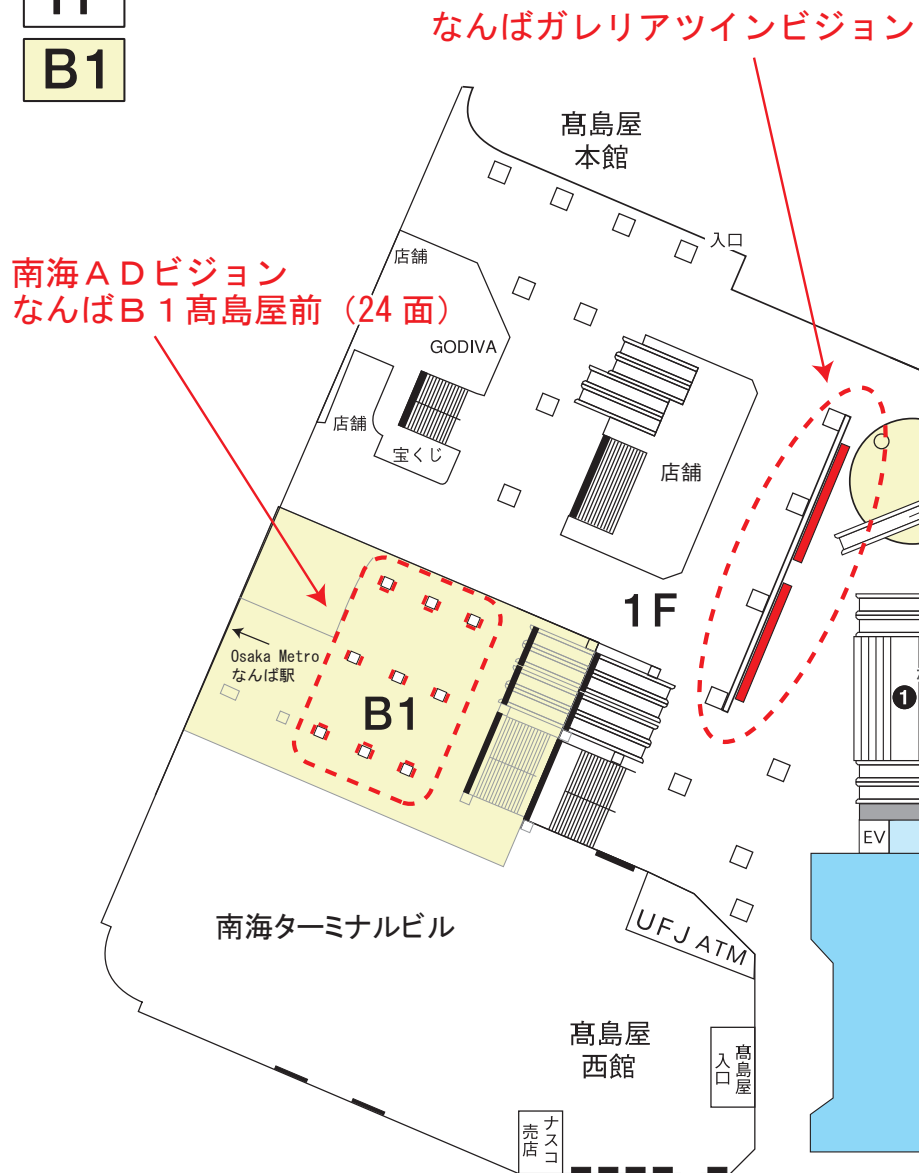 B1
なんばガレリアツインビジョン
髙島屋
本館
入口
店舗
南海ＡＤビジョン
なんばＢ１髙島屋前（24 面）
GODIVA
店舗
宝くじ
店舗
1F
Osaka Metro
なんば駅
B1
❶
EV
南海ターミナルビル
UFJ ATM
髙島屋
西館
髙島屋
入口
ナスコ
売店